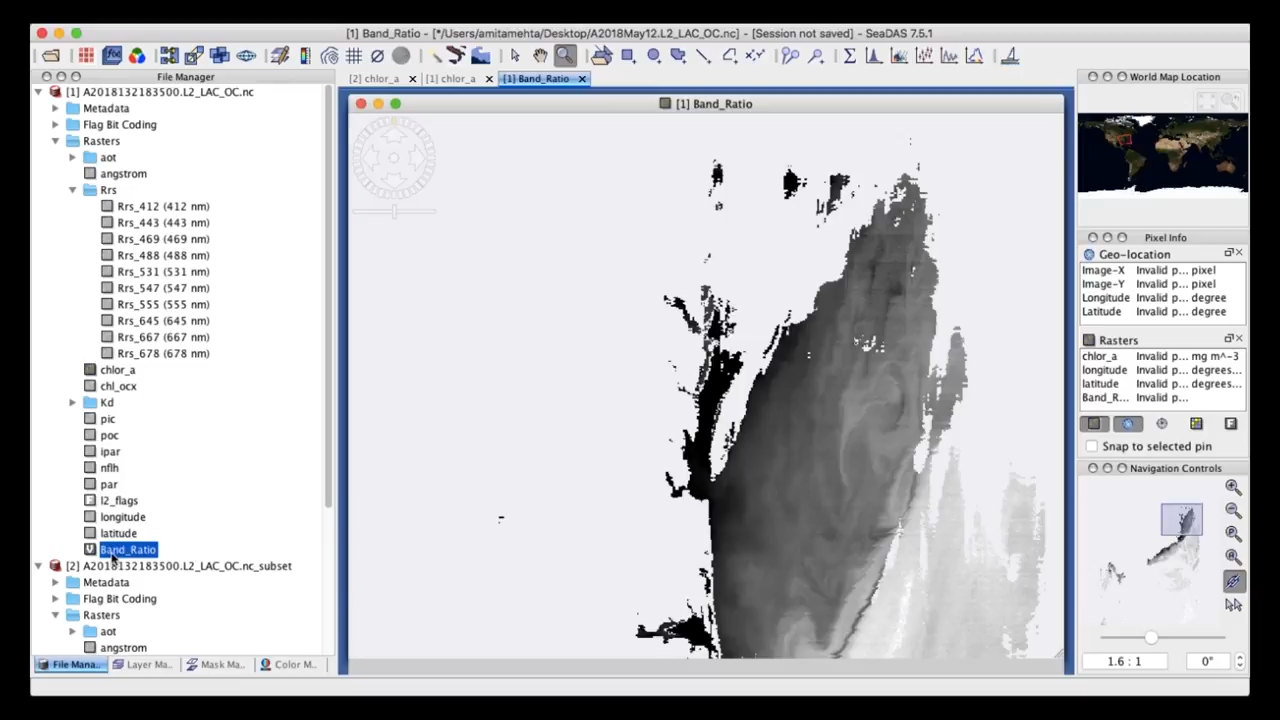 [1] Band_Ratio - [*/Users/amitamehta/Desktop/A2018May12.L2_LAC_OC.nc] - [Session not saved] - SeaDAS 7.5.1
File Manager
[1] A2018132183500.L2_LAC_OC.nc
Metadata
Flag Bit Coding
Rasters
aot
angstrom
Rrs
Rrs_412 (412 nm)
Rrs_443 (443 nm)
Rrs_469 (469 nm)
Rrs_488 (488 nm)
Rrs_531 (531 nm)
Rrs_547 (547 nm)
Rrs_555 (555 nm)
Rrs_645 (645 nm)
Rrs_667 (667 nm)
Rrs_678 (678 nm)
chlor_a
chl_ocx
Kd
pic
poc
ipar
nflh
par
l2_flags
longitude
latitude
Band_Ratio
[2] A2018132183500.L2_LAC_OC.nc_subset
Metadata
Flag Bit Coding
Rasters
aot
angstrom
File Mana...
Layer Ma...
Mask Ma...
Color M...
[2] chlor_a
[1] chlor_a
[1] Band_Ratio
[1] Band_Ratio
World Map Location
Pixel Info
Geo-location
Image-X Invalid p... pixel
Image-Y Invalid p... pixel
Longitude Invalid p... degree
Latitude Invalid p... degree
Rasters
chlor_a Invalid p... mg m^-3
longitude Invalid p... degrees...
latitude Invalid p... degrees...
Band_R... Invalid p...
Snap to selected pin
Navigation Controls
1.6 : 1
0°